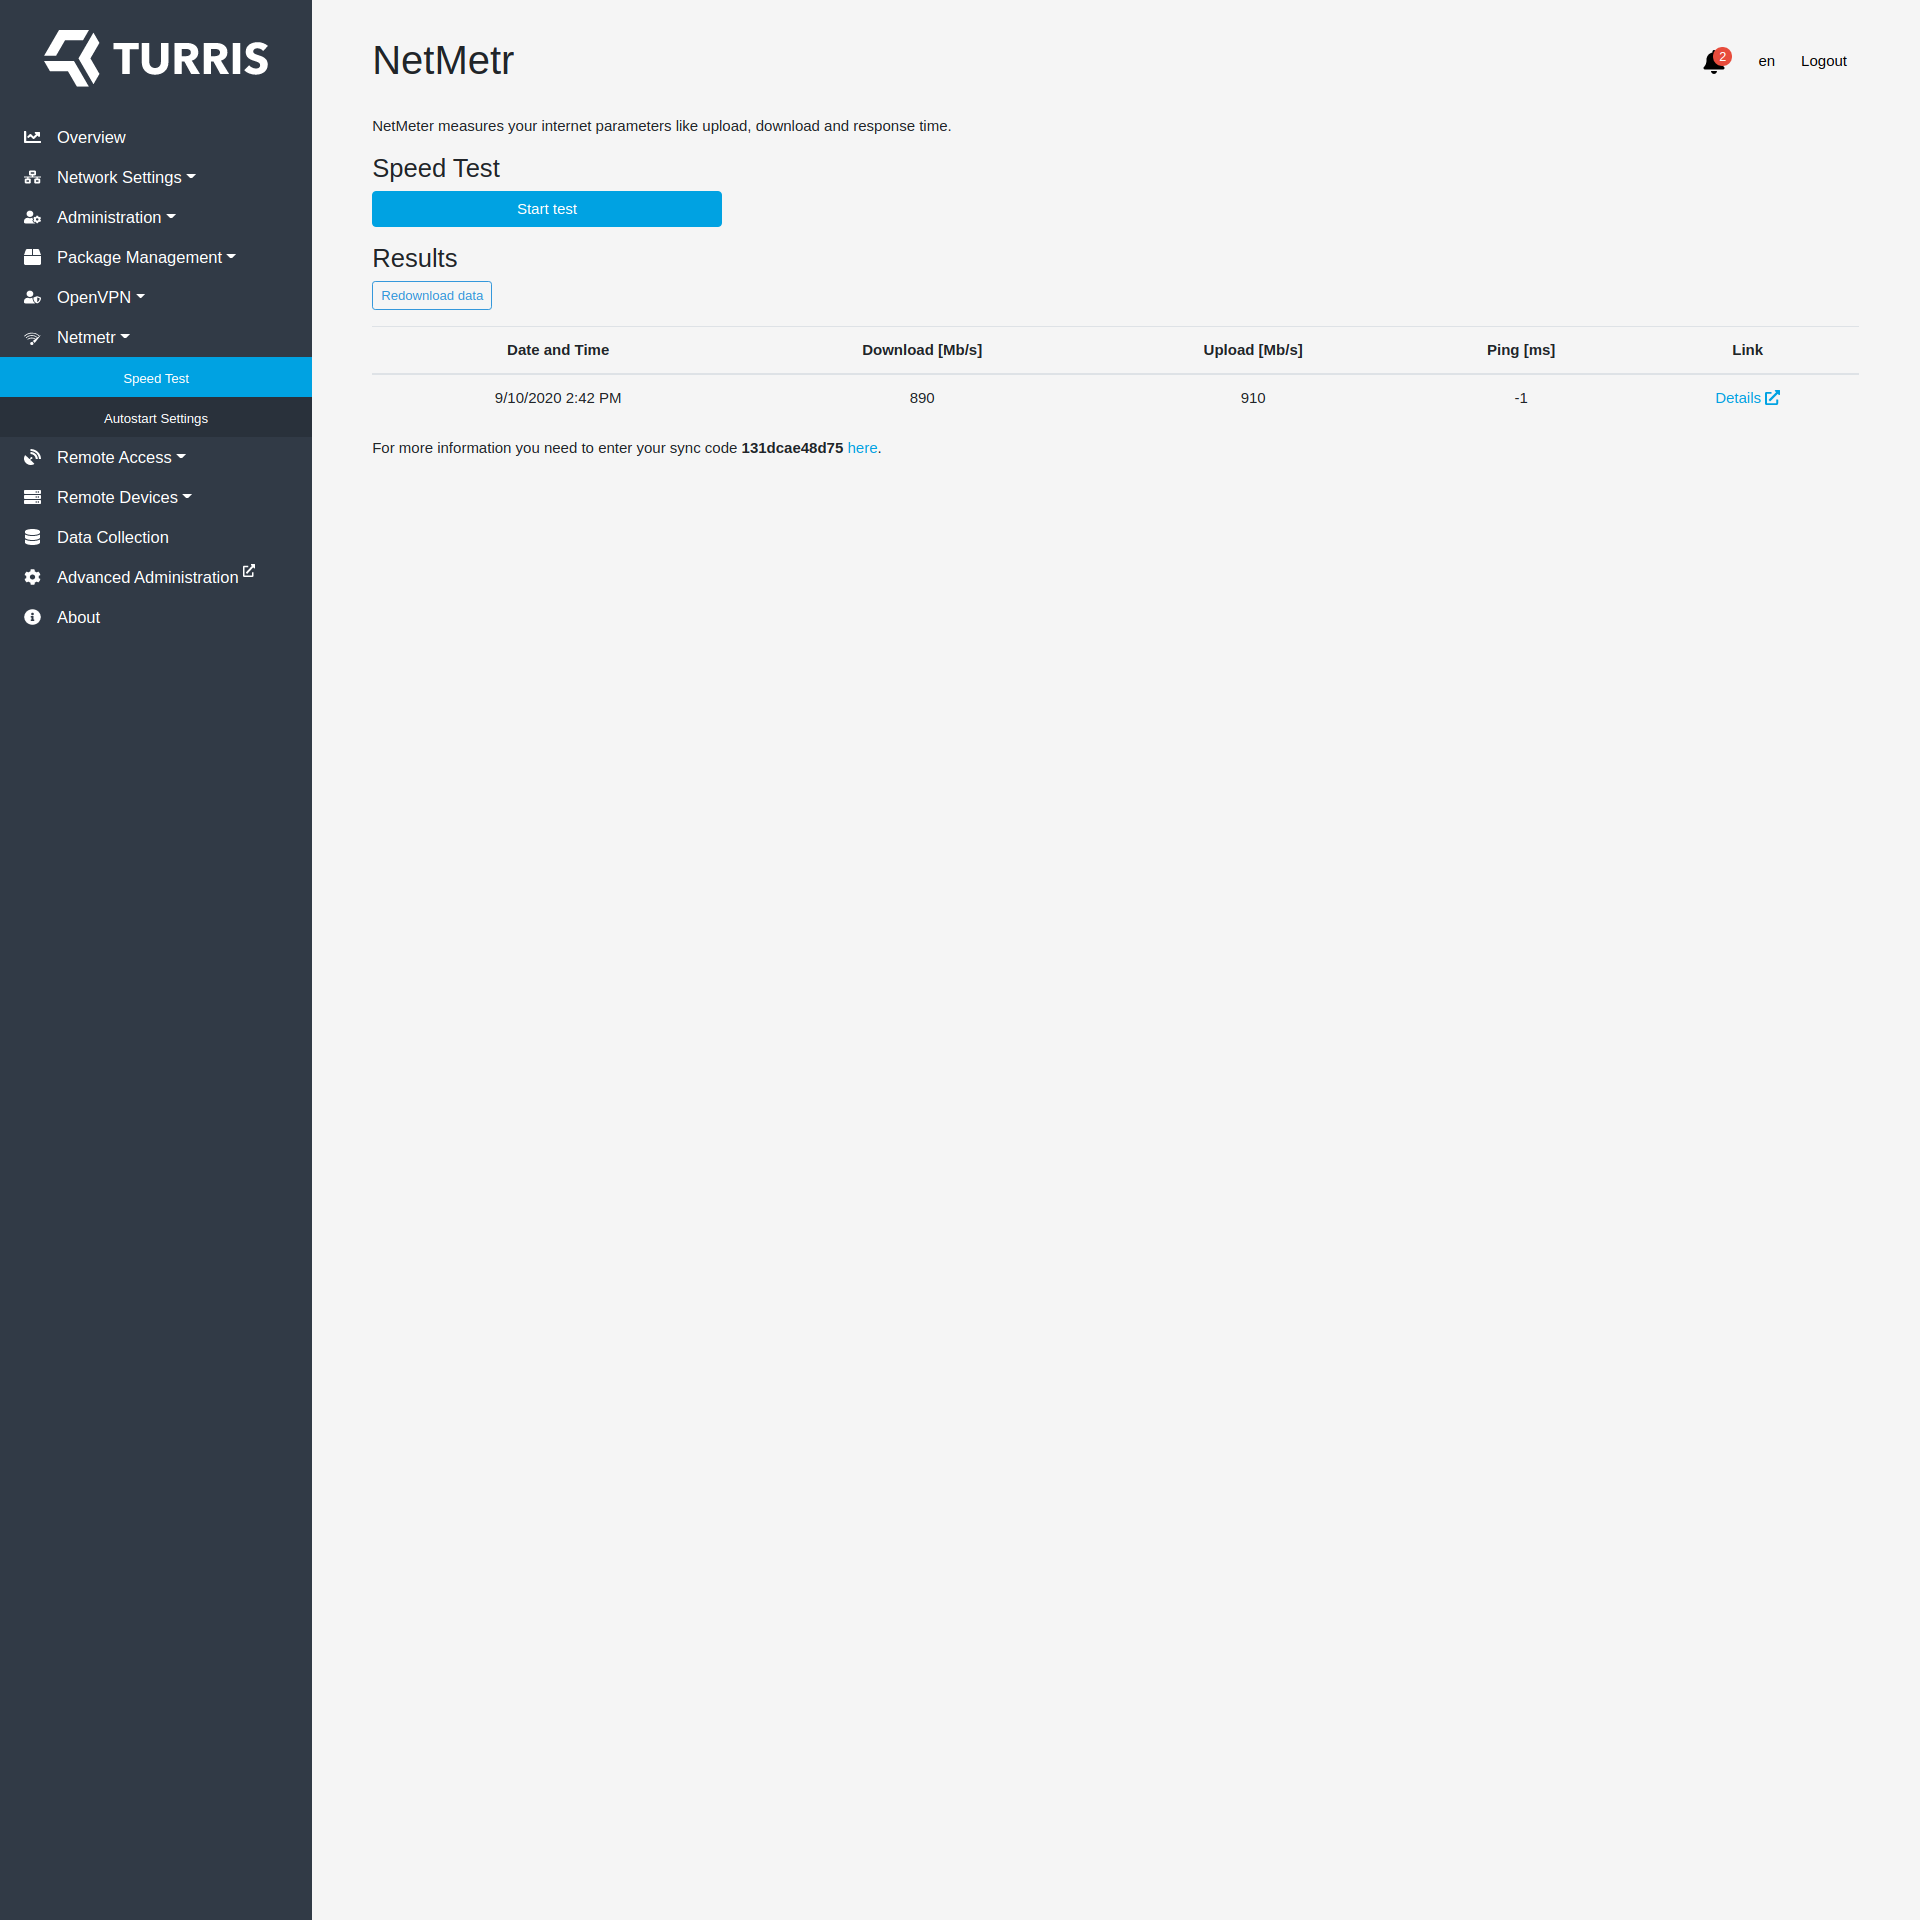 TURRIS
Overview
Network Settings
Administration
Package Management
OpenVPN
Netmetr
Speed Test
Autostart Settings
Remote Access
Remote Devices
Data Collection
Advanced Administration
About
NetMetr
2
en
Logout
NetMeter measures your internet parameters like upload, download and response time.
Speed Test
Start test
Results
Redownload data
Date and Time Download [Mb/s] Upload [Mb/s] Ping [ms] Link
9/10/2020 2:42 PM 890 910 -1 Details
For more information you need to enter your sync code 131dcae48d75 here.